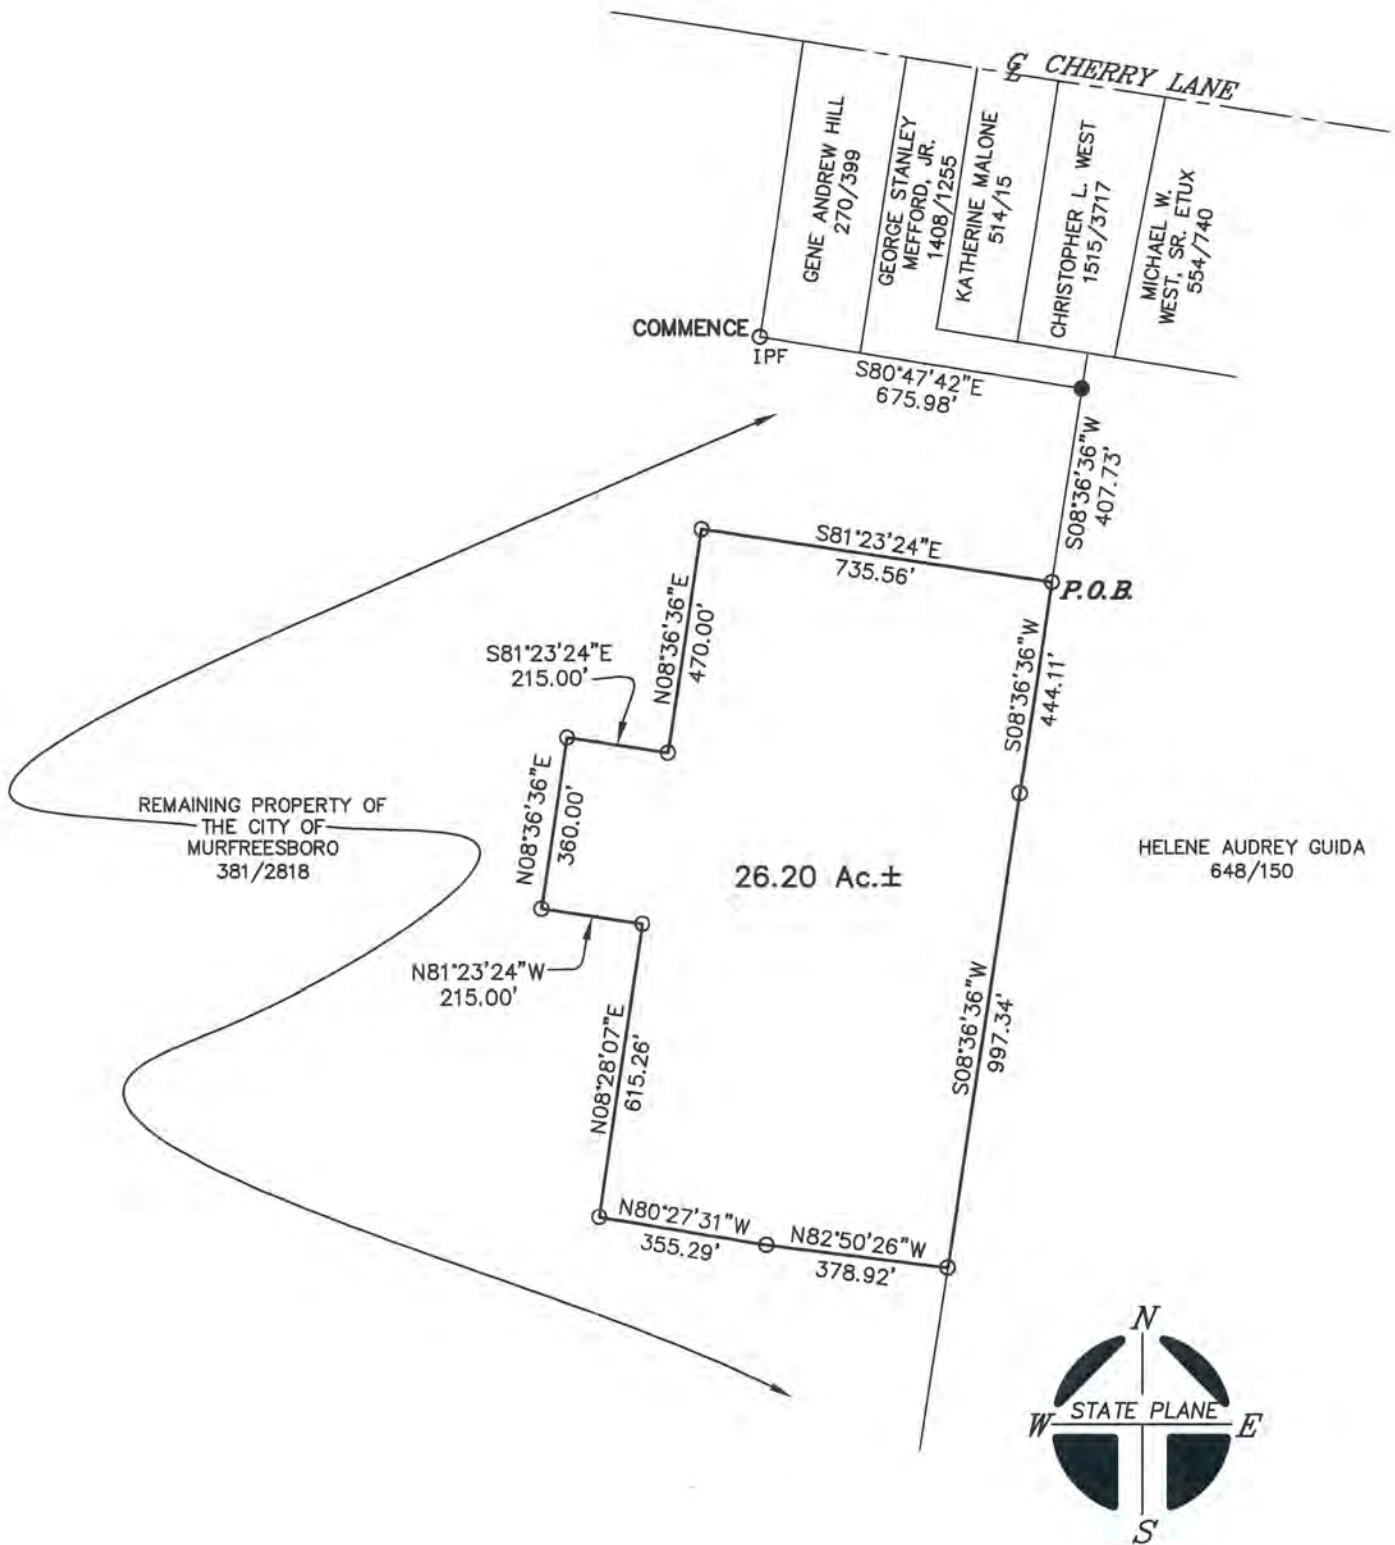 ℄ CHERRY LANE
GENE ANDREW HILL
270/399
GEORGE STANLEY
MEFFORD, JR.
1408/1255
KATHERINE MALONE
514/15
CHRISTOPHER L. WEST
1515/3717
MICHAEL W.
WEST, SR. ETUX
554/740
COMMENCE
IPF
S80°47'42"E
675.98'
S08°36'36"W
407.73'
S81°23'24"E
735.56'
P.O.B.
N08°36'36"E
470.00'
S81°23'24"E
215.00'
S08°36'36"W
444.11'
N08°36'36"E
360.00'
REMAINING PROPERTY OF
THE CITY OF
MURFREESBORO
381/2818
26.20 Ac.±
HELENE AUDREY GUIDA
648/150
N81°23'24"W
215.00'
S08°36'36"W
997.34'
N08°28'07"E
615.26'
N80°27'31"W
355.29'
N82°50'26"W
378.92'
N
W STATE PLANE E
S